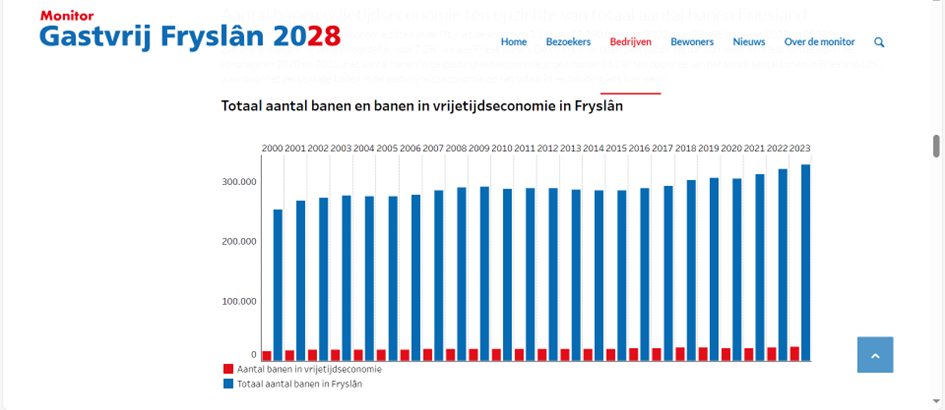 Monitor
Gastvrij Fryslân 2028
Home Bezoekers Bedrijven Bewoners Nieuws Over de monitor
Totaal aantal banen en banen in vrijetijdseconomie in Fryslân
2000 2001 2002 2003 2004 2005 2006 2007 2008 2009 2010 2011 2012 2013 2014 2015 2016 2017 2018 2019 2020 2021 2022 2023
300.000
200.000
100.000
0
Aantal banen in vrijetijdseconomie
Totaal aantal banen in Fryslân